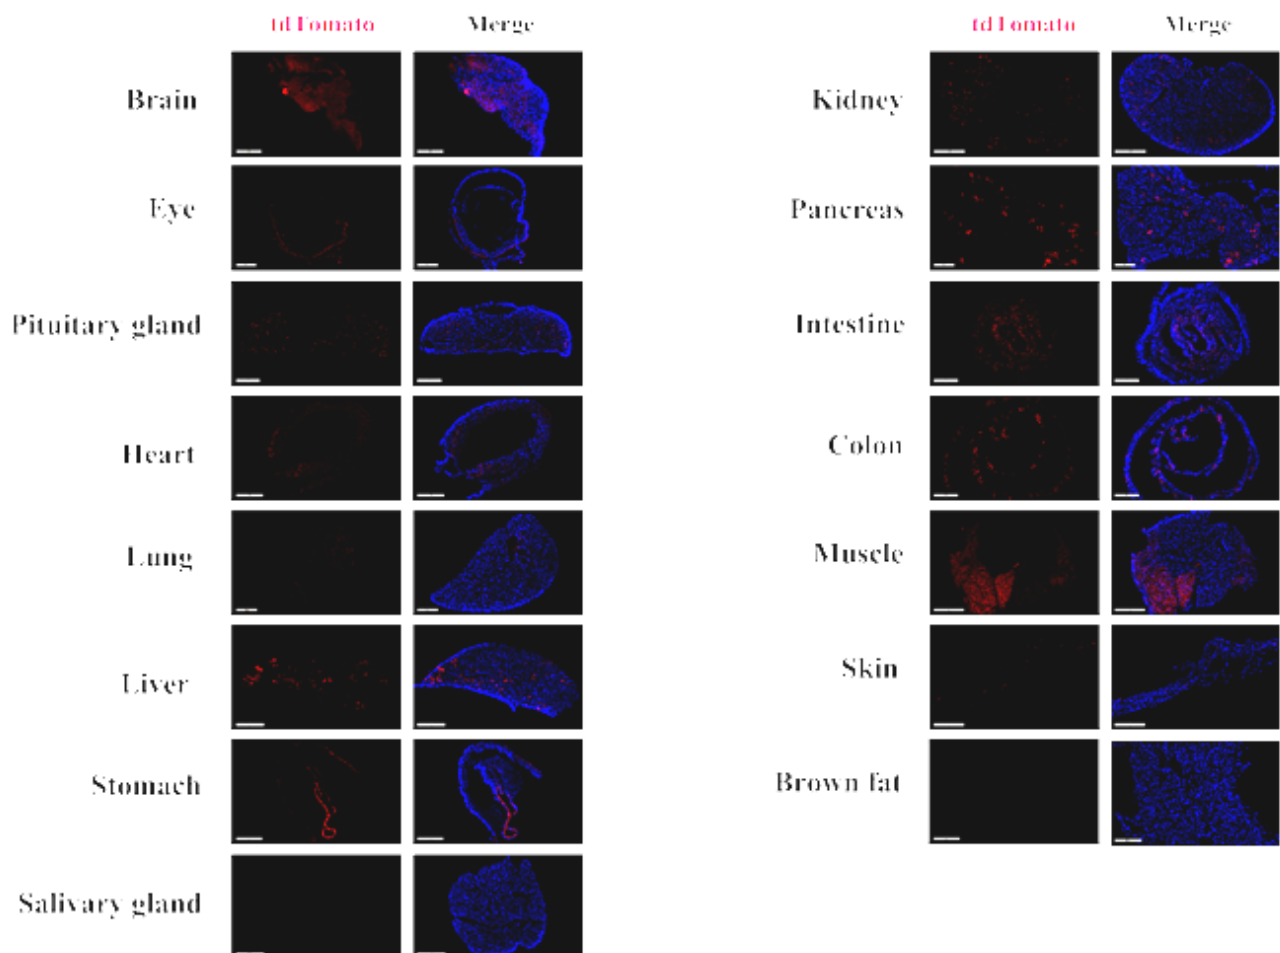 tdTomato Merge
Brain
Eye
Pituitary gland
Heart
Lung
Liver
Stomach
Salivary gland
tdTomato Merge
Kidney
Pancreas
Intestine
Colon
Muscle
Skin
Brown fat